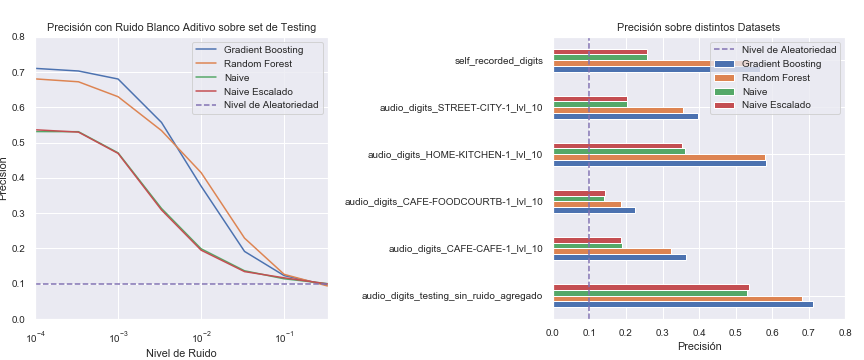 Precisión con Ruido Blanco Aditivo sobre set de Testing
0.8
0.7
0.6
0.5
0.4
0.3
0.2
0.1
0.0
Precisión
10⁻⁴
10⁻³
10⁻²
10⁻¹
Nivel de Ruido
Gradient Boosting
Random Forest
Naive
Naive Escalado
Nivel de Aleatoriedad
Precisión sobre distintos Datasets
self_recorded_digits
audio_digits_STREET-CITY-1_lvl_10
audio_digits_HOME-KITCHEN-1_lvl_10
audio_digits_CAFE-FOODCOURTB-1_lvl_10
audio_digits_CAFE-CAFE-1_lvl_10
audio_digits_testing_sin_ruido_agregado
0.0
0.1
0.2
0.3
0.4
0.5
0.6
0.7
0.8
Precisión
Nivel de Aleatoriedad
Gradient Boosting
Random Forest
Naive
Naive Escalado